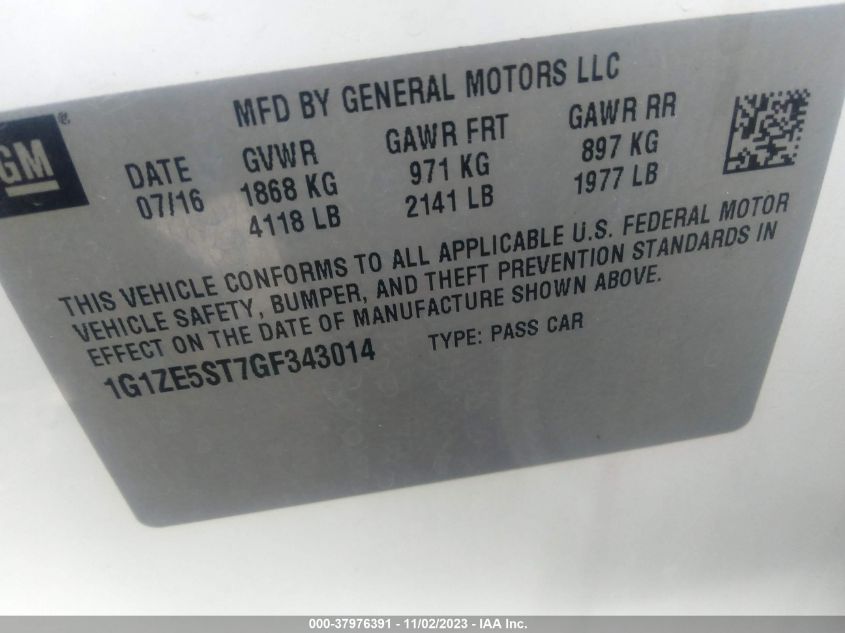 MFD BY GENERAL MOTORS LLC
GM®
DATE GVWR GAWR FRT GAWR RR
07/16 1868 KG 971 KG 897 KG
4118 LB 2141 LB 1977 LB
THIS VEHICLE CONFORMS TO ALL APPLICABLE U.S. FEDERAL MOTOR
VEHICLE SAFETY, BUMPER, AND THEFT PREVENTION STANDARDS IN
EFFECT ON THE DATE OF MANUFACTURE SHOWN ABOVE.
1G1ZE5ST7GF343014 TYPE: PASS CAR
000-37976391 - 11/02/2023 - IAA Inc.